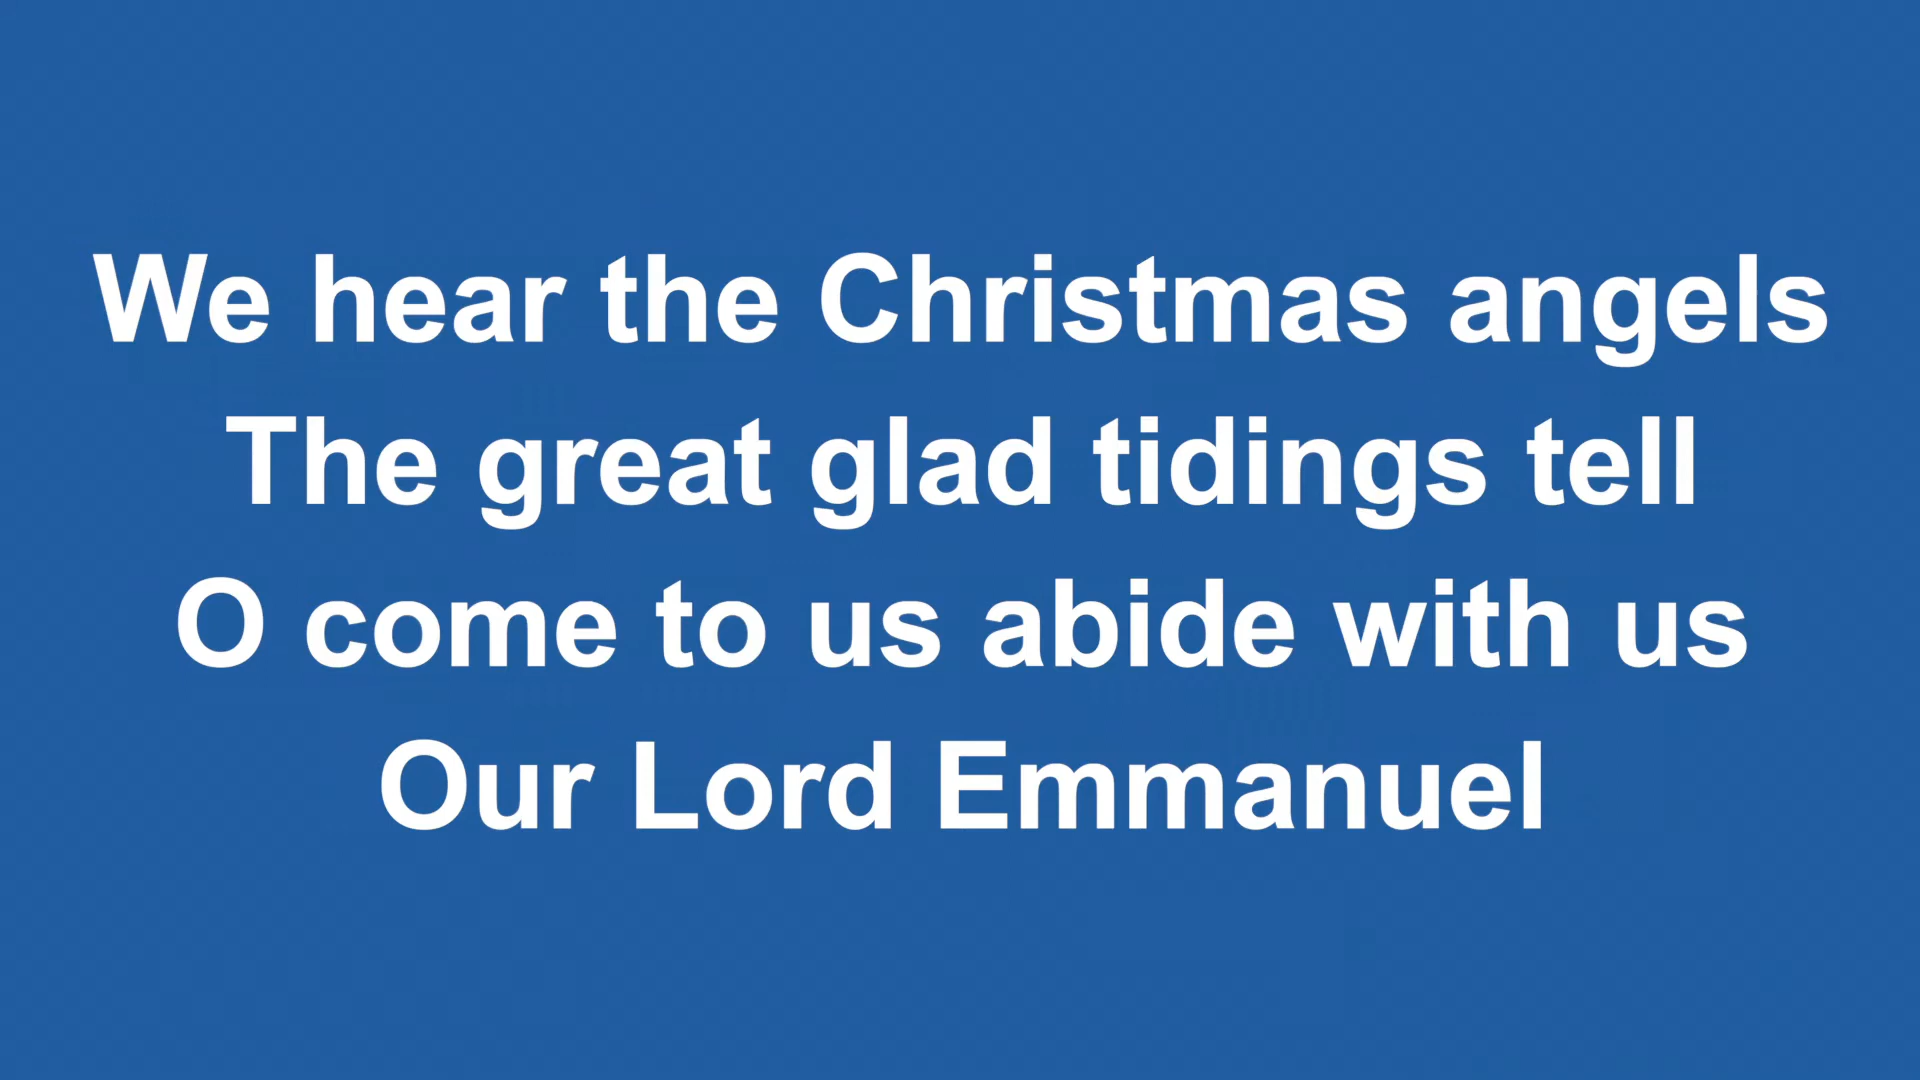 We hear the Christmas angels
The great glad tidings tell
O come to us abide with us
Our Lord Emmanuel